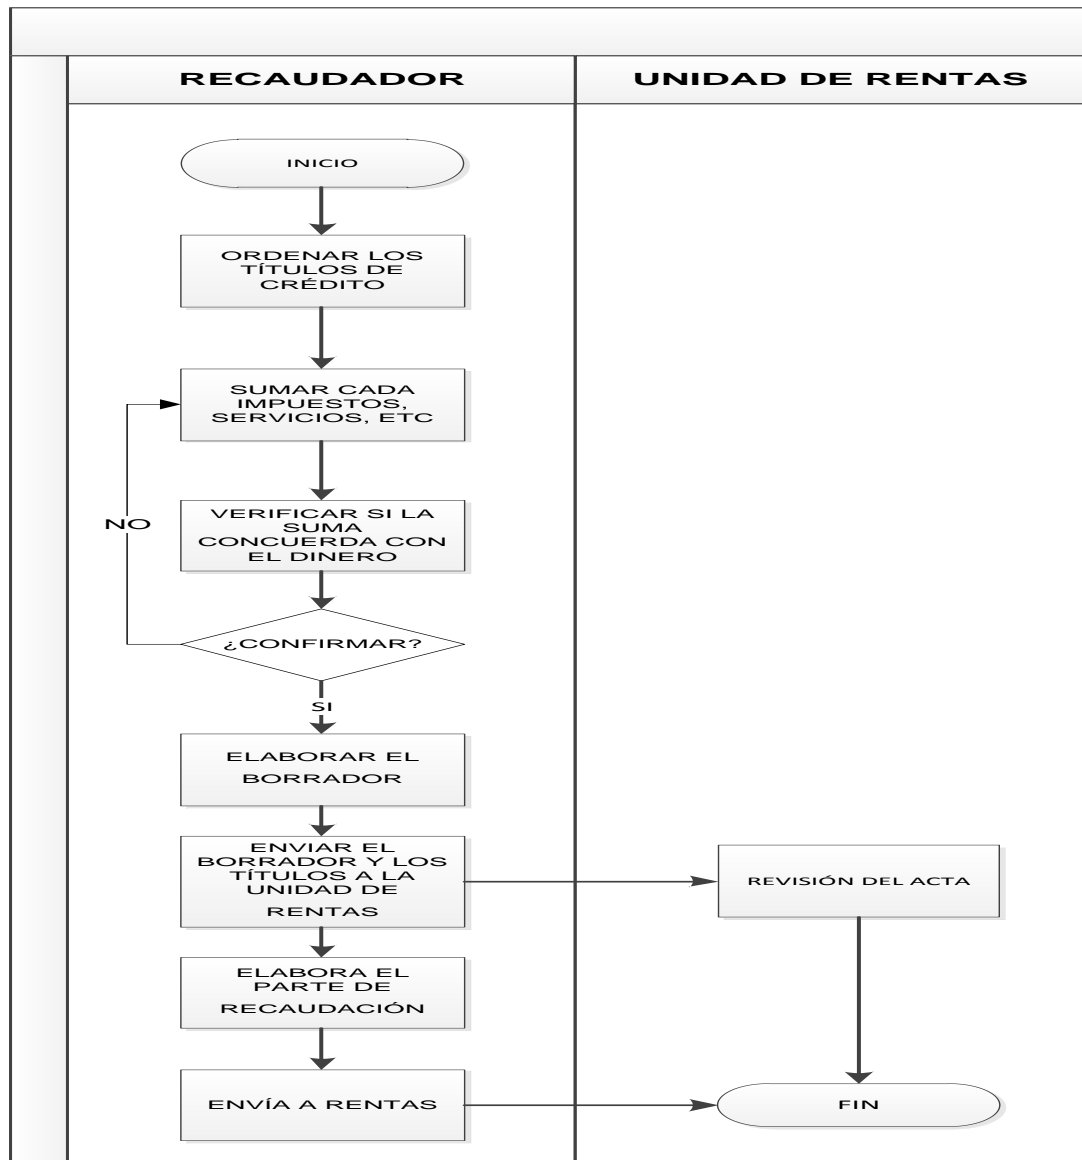 RECAUDADOR
UNIDAD DE RENTAS
INICIO
ORDENAR LOS
TÍTULOS DE
CRÉDITO
SUMAR CADA
IMPUESTOS,
SERVICIOS, ETC
NO
VERIFICAR SI LA
SUMA
CONCUERDA CON
EL DINERO
¿CONFIRMAR?
SI
ELABORAR EL
BORRADOR
ENVIAR EL
BORRADOR Y LOS
TÍTULOS A LA
UNIDAD DE
RENTAS
REVISIÓN DEL ACTA
ELABORA EL
PARTE DE
RECAUDACIÓN
ENVÍA A RENTAS
FIN